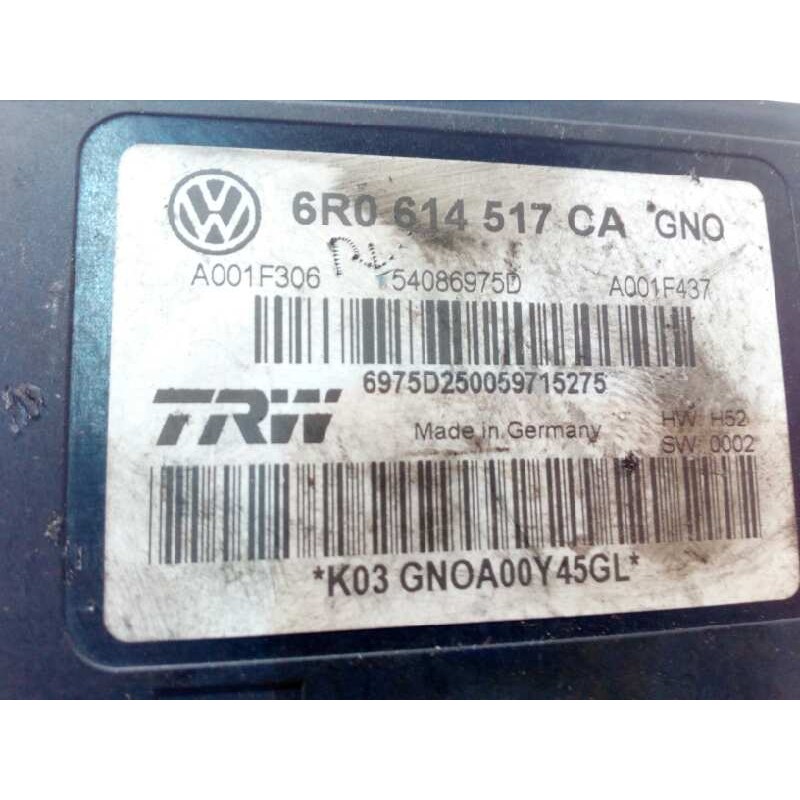 6R0 614 517 CA GNO
A001F306 54086975D A001F437
6975D250059715275
TRW Made in Germany HW H52
SW 0002
*K03 GNOA00Y45GL*